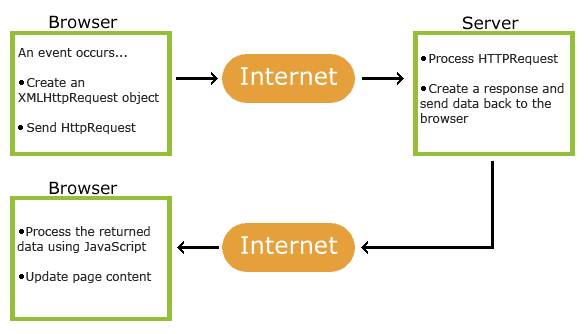 Browser
An event occurs...
•Create an
XMLHttpRequest object
• Send HttpRequest
Internet
Server
• Process HTTPRequest
•Create a response and
send data back to the
browser
Browser
•Process the returned
data using JavaScript
•Update page content
Internet